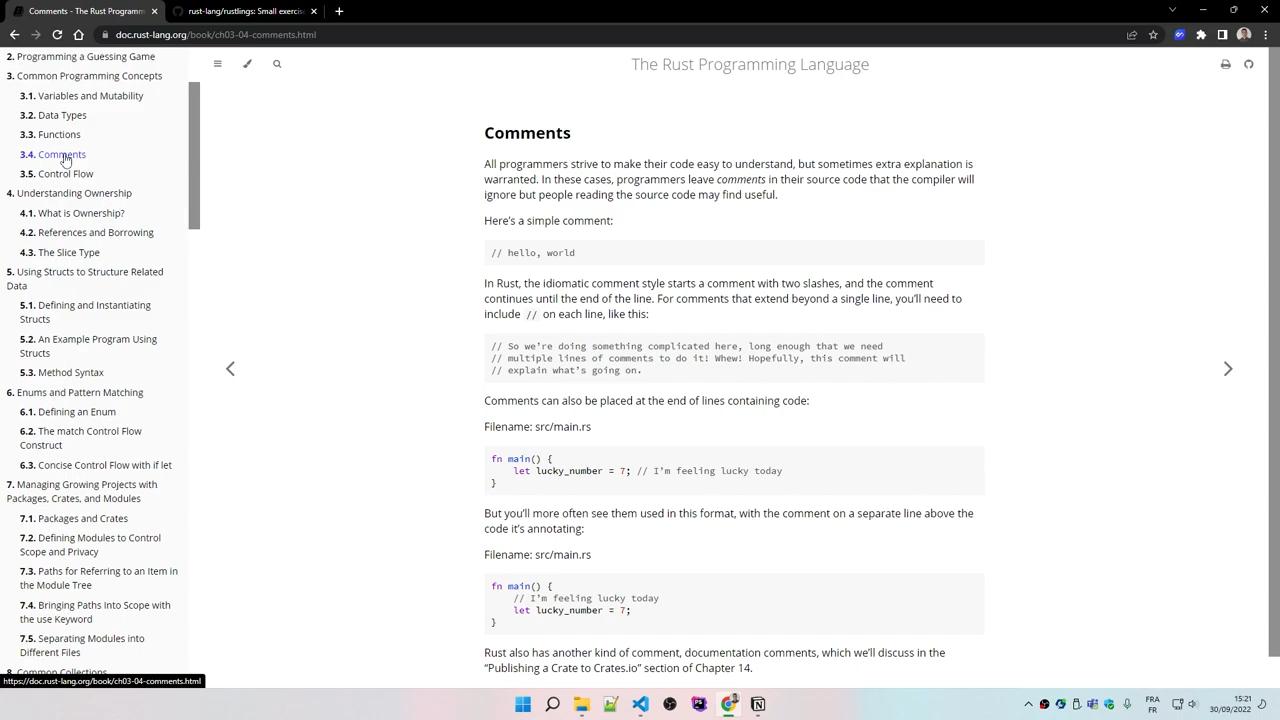 Comments - The Rust Programm
rust-lang/rustlings: Small exercis
doc.rust-lang.org/book/ch03-04-comments.html
2. Programming a Guessing Game
3. Common Programming Concepts
3.1. Variables and Mutability
3.2. Data Types
3.3. Functions
3.4. Comments
3.5. Control Flow
4. Understanding Ownership
4.1. What is Ownership?
4.2. References and Borrowing
4.3. The Slice Type
5. Using Structs to Structure Related
Data
5.1. Defining and Instantiating
Structs
5.2. An Example Program Using
Structs
5.3. Method Syntax
6. Enums and Pattern Matching
6.1. Defining an Enum
6.2. The match Control Flow
Construct
6.3. Concise Control Flow with if let
7. Managing Growing Projects with
Packages, Crates, and Modules
7.1. Packages and Crates
7.2. Defining Modules to Control
Scope and Privacy
7.3. Paths for Referring to an Item in
the Module Tree
7.4. Bringing Paths Into Scope with
the use Keyword
7.5. Separating Modules into
Different Files
8. Common Collections
https://doc.rust-lang.org/book/ch03-04-comments.html
The Rust Programming Language
Comments
All programmers strive to make their code easy to understand, but sometimes extra explanation is
warranted. In these cases, programmers leave comments in their source code that the compiler will
ignore but people reading the source code may find useful.
Here’s a simple comment:
// hello, world
In Rust, the idiomatic comment style starts a comment with two slashes, and the comment
continues until the end of the line. For comments that extend beyond a single line, you’ll need to
include // on each line, like this:
// So we’re doing something complicated here, long enough that we need
// multiple lines of comments to do it! Whew! Hopefully, this comment will
// explain what’s going on.
Comments can also be placed at the end of lines containing code:
Filename: src/main.rs
fn main() {
let lucky_number = 7; // I’m feeling lucky today
}
But you’ll more often see them used in this format, with the comment on a separate line above the
code it’s annotating:
Filename: src/main.rs
fn main() {
// I’m feeling lucky today
let lucky_number = 7;
}
Rust also has another kind of comment, documentation comments, which we’ll discuss in the
“Publishing a Crate to Crates.io” section of Chapter 14.
FRA
FR
15:21
30/09/2022